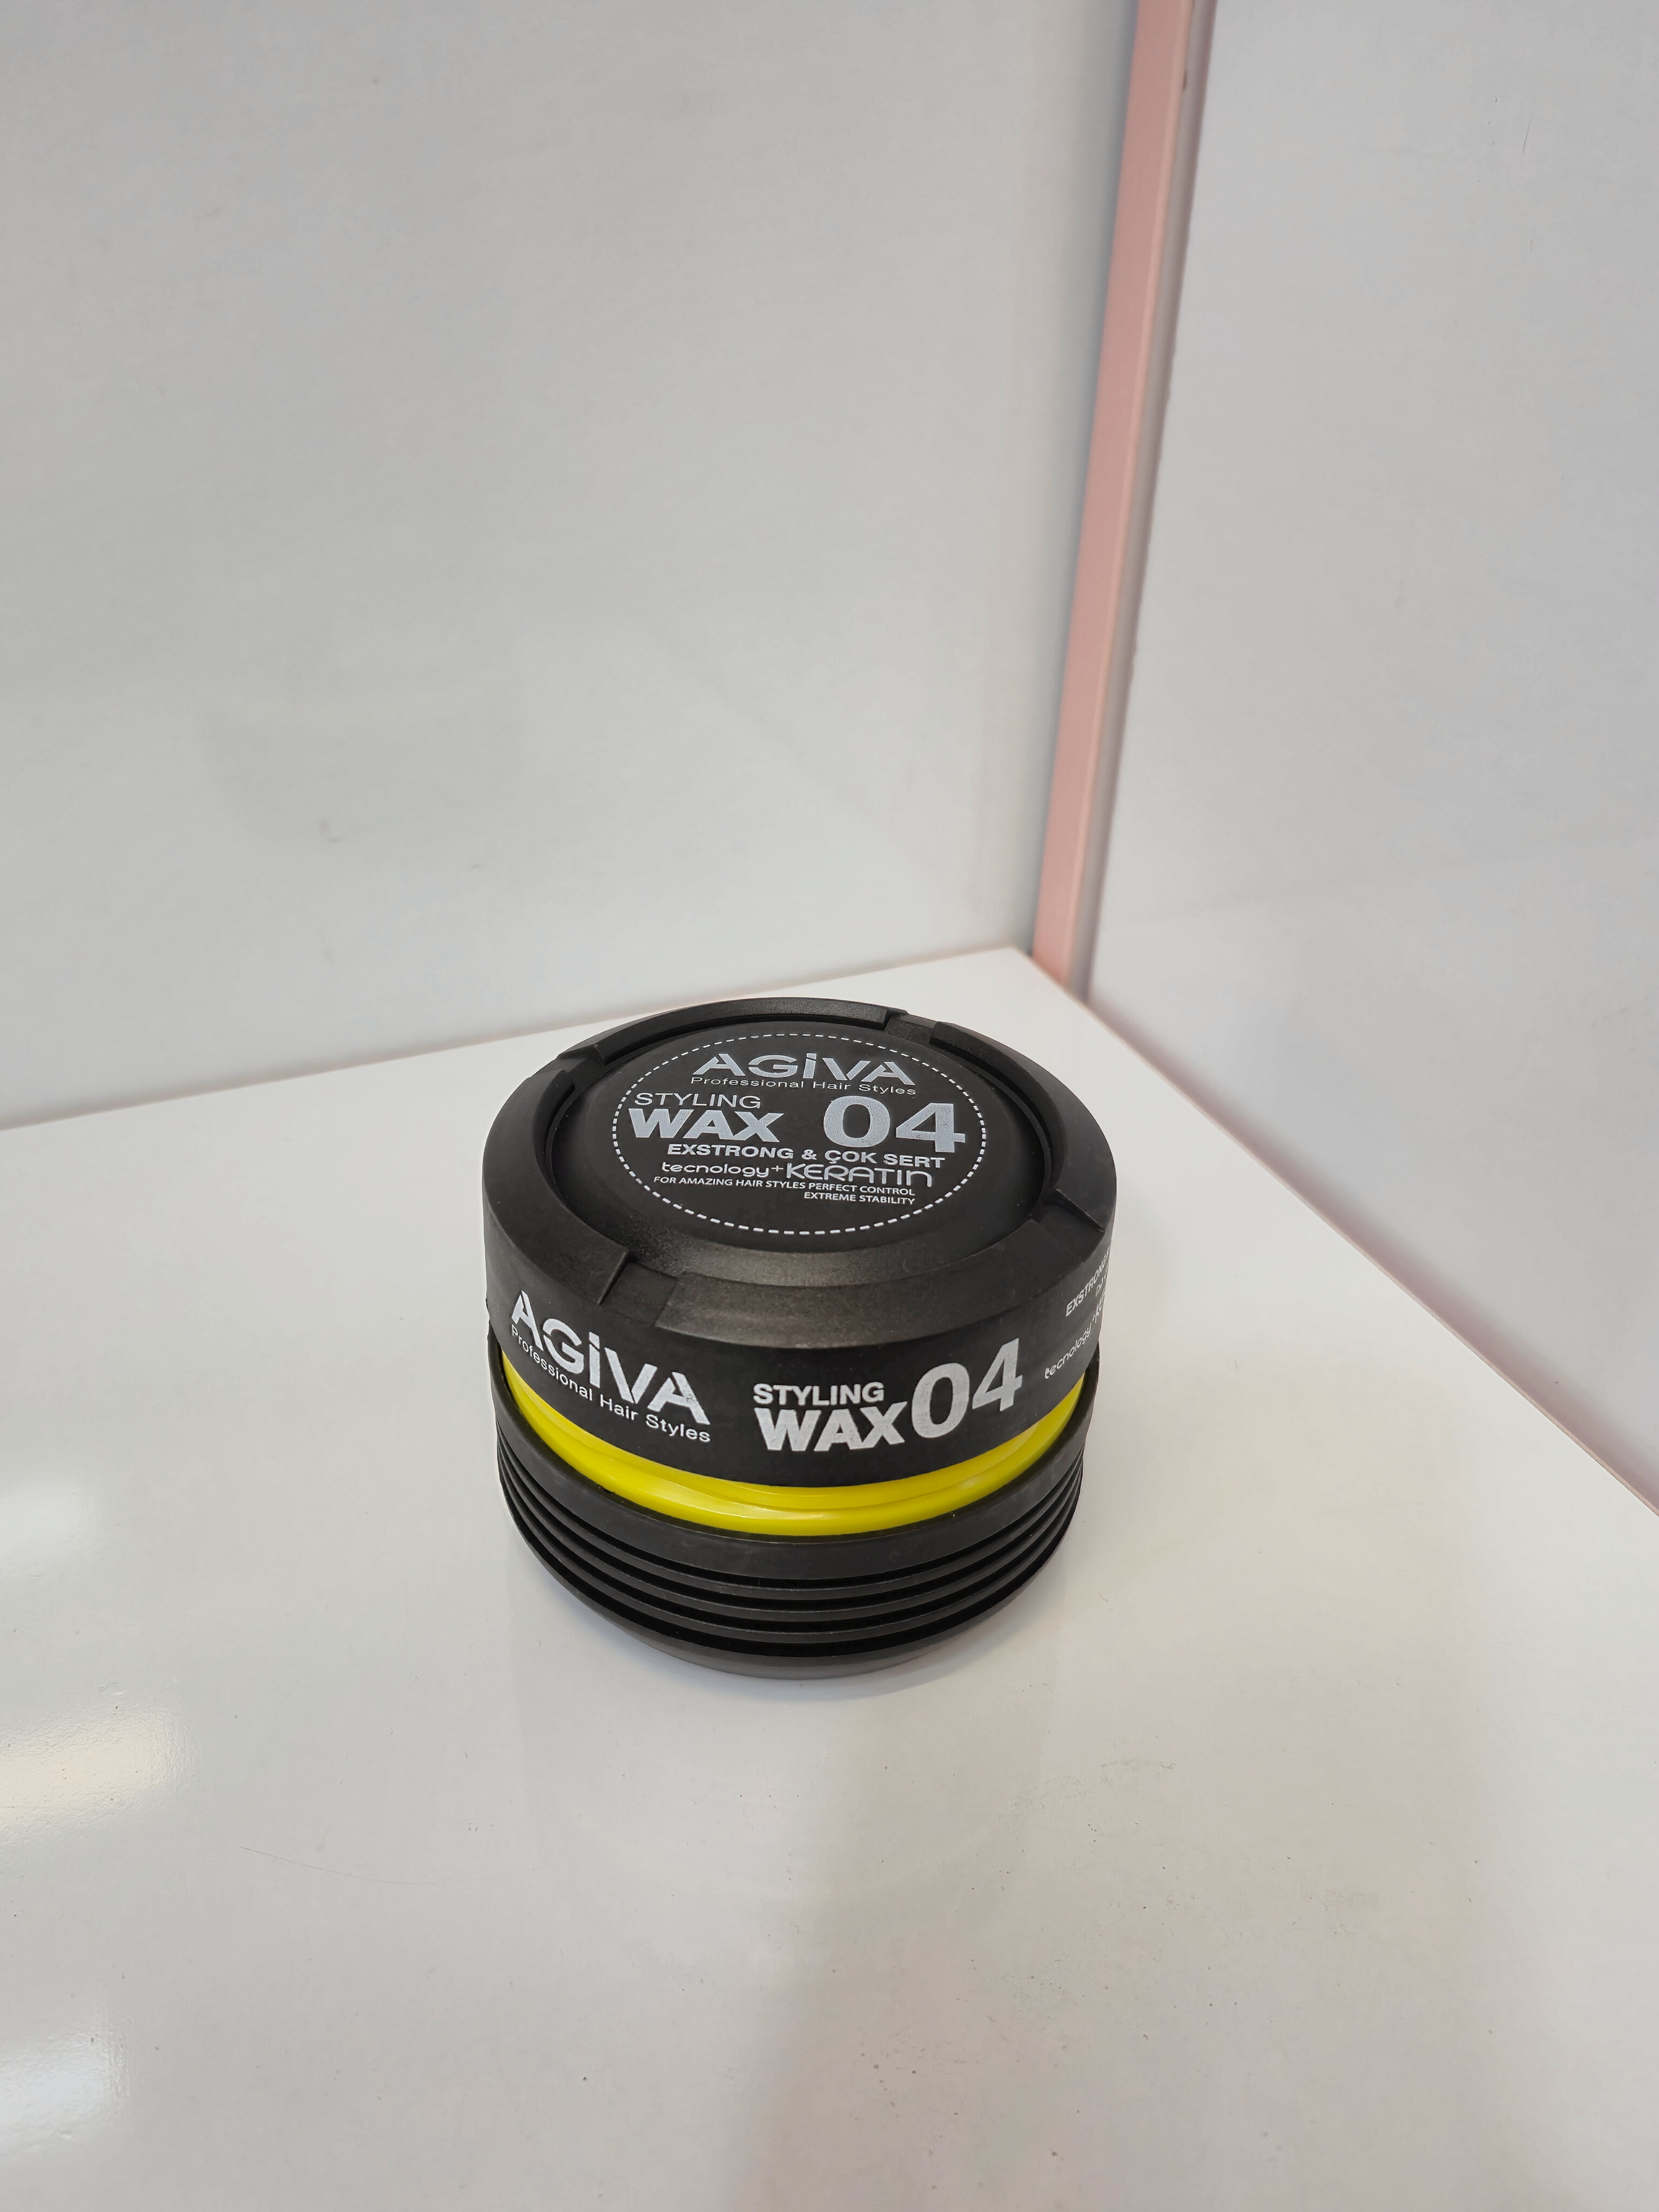 AGiVA
Professional Hair Styles
STYLING
WAX 04
EXSTRONG & ÇOK SERT
tecnology+KERATIN
FOR AMAZING HAIR STYLES PERFECT CONTROL
EXTREME STABILITY
AGiVA
Professional Hair Styles
STYLING
WAX 04
tecnology